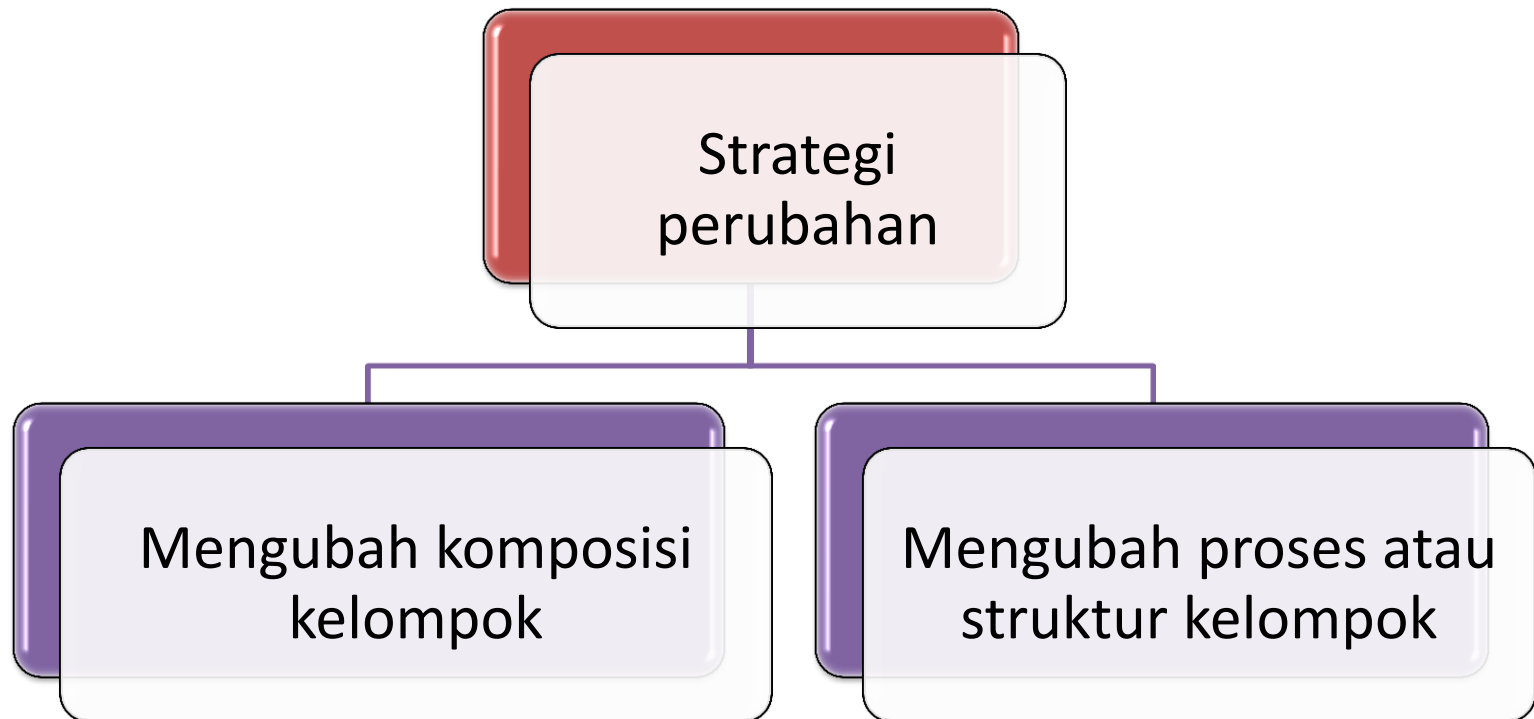 Strategi
perubahan
Mengubah komposisi
kelompok
Mengubah proses atau
struktur kelompok